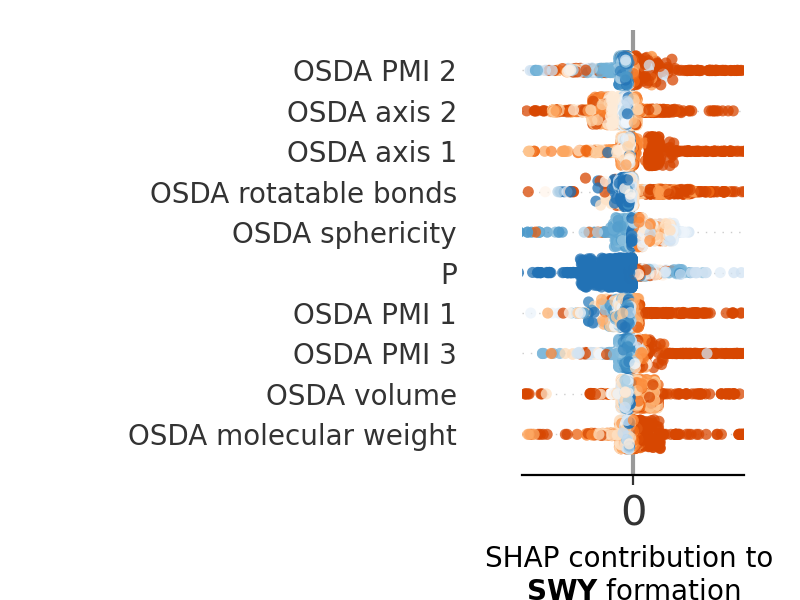 OSDA PMI 2
OSDA axis 2
OSDA axis 1
OSDA rotatable bonds
OSDA sphericity
P
OSDA PMI 1
OSDA PMI 3
OSDA volume
OSDA molecular weight
0
SHAP contribution to
SWY formation